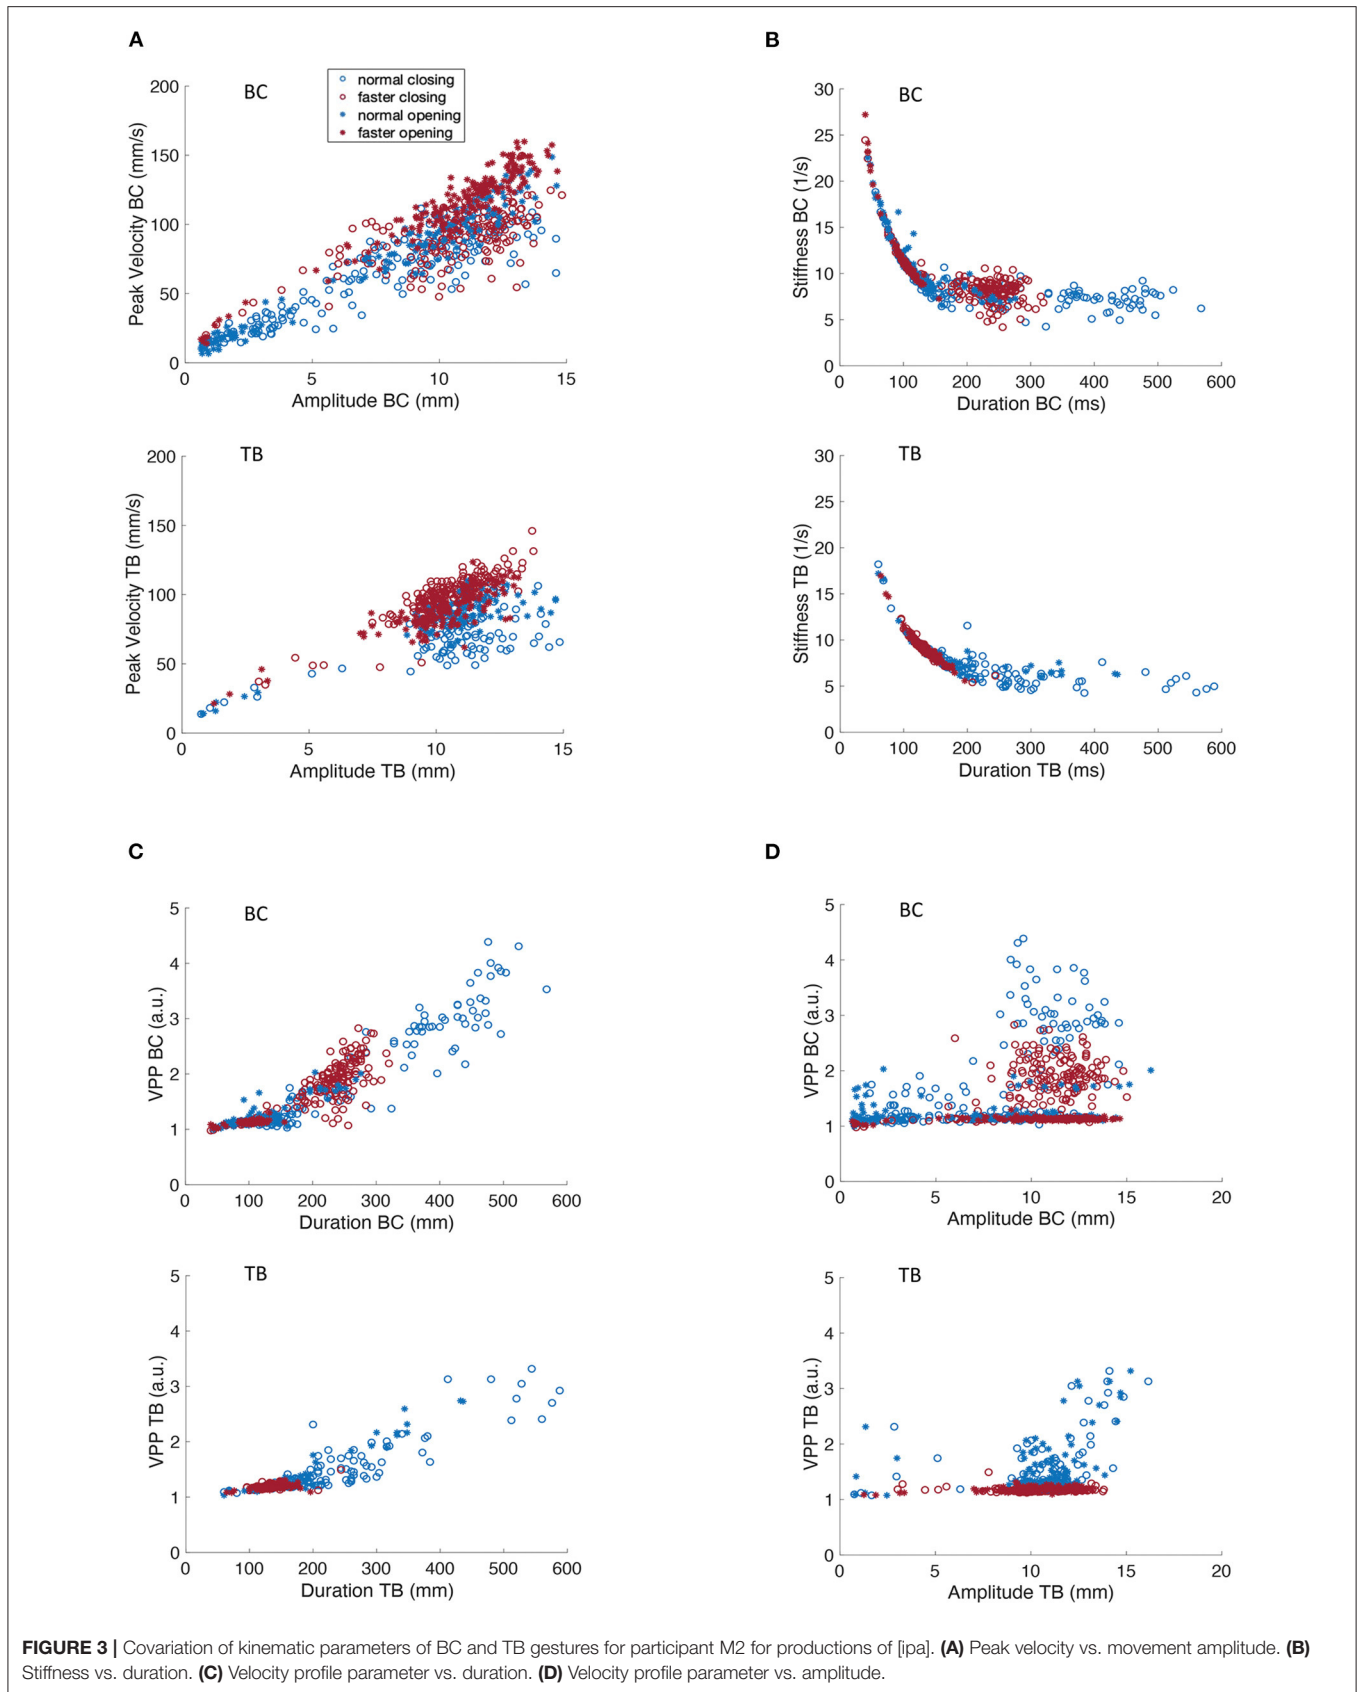 A
BC
normal closing
faster closing
normal opening
faster opening
200
150
100
50
0
Peak Velocity BC (mm/s)
0 5 10 15
Amplitude BC (mm)
TB
200
150
100
50
0
Peak Velocity TB (mm/s)
0 5 10 15
Amplitude TB (mm)
B
BC
30
25
20
15
10
5
0
Stiffness BC (1/s)
0 100 200 300 400 500 600
Duration BC (ms)
TB
30
25
20
15
10
5
0
Stiffness TB (1/s)
0 100 200 300 400 500 600
Duration TB (ms)
C
BC
5
4
3
2
1
0
VPP BC (a.u.)
0 100 200 300 400 500 600
Duration BC (mm)
TB
5
4
3
2
1
0
VPP TB (a.u.)
0 100 200 300 400 500 600
Duration TB (mm)
D
BC
5
4
3
2
1
0
VPP BC (a.u.)
0 5 10 15 20
Amplitude BC (mm)
TB
5
4
3
2
1
0
VPP TB (a.u.)
0 5 10 15 20
Amplitude TB (mm)
FIGURE 3 | Covariation of kinematic parameters of BC and TB gestures for participant M2 for productions of [ipa]. (A) Peak velocity vs. movement amplitude. (B)
Stiffness vs. duration. (C) Velocity profile parameter vs. duration. (D) Velocity profile parameter vs. amplitude.